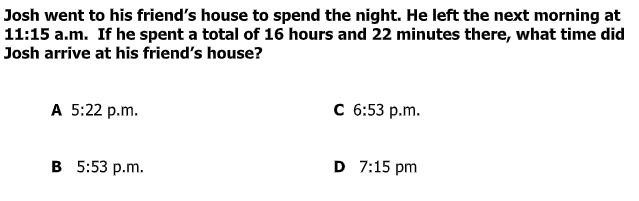 Josh went to his friend’s house to spend the night. He left the next morning at
11:15 a.m.  If he spent a total of 16 hours and 22 minutes there, what time did
Josh arrive at his friend’s house?
A 5:22 p.m.
C 6:53 p.m.
B 5:53 p.m.
D 7:15 pm